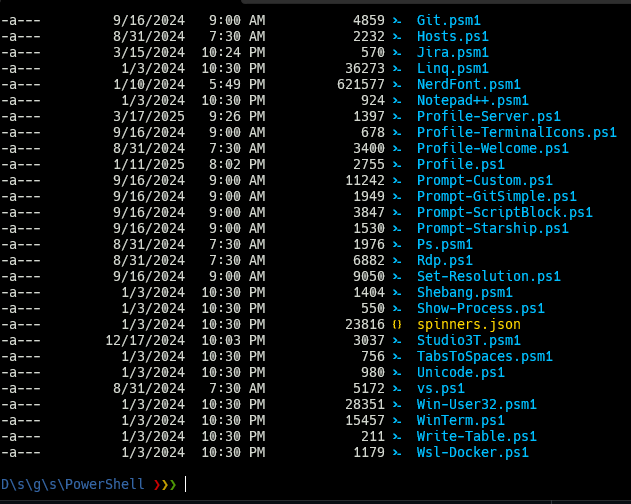 -a--- 9/16/2024 9:00 AM 4859 Git.psm1
-a--- 8/31/2024 7:30 AM 2232 Hosts.ps1
-a--- 3/15/2024 10:24 PM 570 Jira.psm1
-a--- 1/3/2024 10:30 PM 36273 Linq.psm1
-a--- 1/10/2024 5:49 PM 621577 NerdFont.psm1
-a--- 1/3/2024 10:30 PM 924 Notepad++.psm1
-a--- 3/17/2025 9:26 PM 1397 Profile-Server.ps1
-a--- 9/16/2024 9:00 AM 678 Profile-TerminalIcons.ps1
-a--- 8/31/2024 7:30 AM 3400 Profile-Welcome.ps1
-a--- 1/11/2025 8:02 PM 2755 Profile.ps1
-a--- 9/16/2024 9:00 AM 11242 Prompt-Custom.ps1
-a--- 9/16/2024 9:00 AM 1949 Prompt-GitSimple.ps1
-a--- 9/16/2024 9:00 AM 3847 Prompt-ScriptBlock.ps1
-a--- 9/16/2024 9:00 AM 1530 Prompt-Starship.ps1
-a--- 8/31/2024 7:30 AM 1976 Ps.psm1
-a--- 8/31/2024 7:30 AM 6882 Rdp.ps1
-a--- 9/16/2024 9:00 AM 9050 Set-Resolution.ps1
-a--- 1/3/2024 10:30 PM 1404 Shebang.psm1
-a--- 1/3/2024 10:30 PM 550 Show-Process.ps1
-a--- 1/3/2024 10:30 PM 23816 {} spinners.json
-a--- 12/17/2024 10:03 PM 3037 Studio3T.psm1
-a--- 1/3/2024 10:30 PM 756 TabsToSpaces.psm1
-a--- 1/3/2024 10:30 PM 980 Unicode.ps1
-a--- 8/31/2024 7:30 AM 5172 vs.ps1
-a--- 1/3/2024 10:30 PM 28351 Win-User32.psm1
-a--- 1/3/2024 10:30 PM 15457 WinTerm.ps1
-a--- 1/3/2024 10:30 PM 211 Write-Table.ps1
-a--- 1/3/2024 10:30 PM 1179 Wsl-Docker.ps1
D\s\g\s\PowerShell ❯❯❯